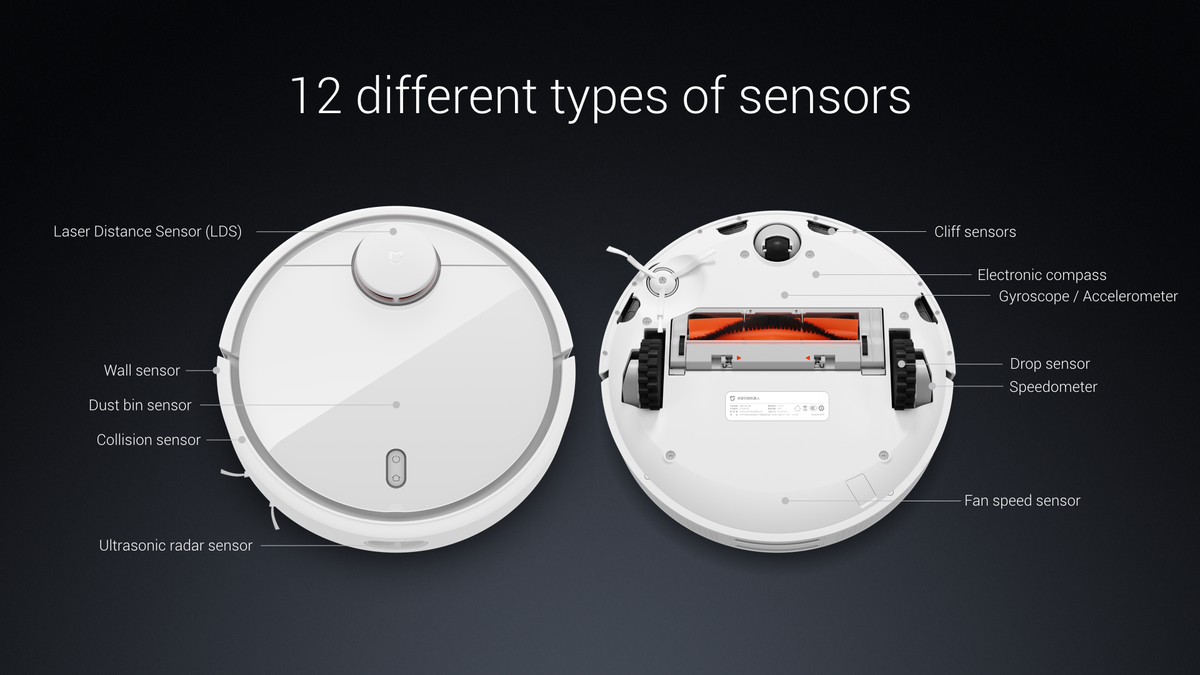 12 different types of sensors
Laser Distance Sensor (LDS)
Wall sensor
Dust bin sensor
Collision sensor
Ultrasonic radar sensor
Cliff sensors
Electronic compass
Gyroscope / Accelerometer
Drop sensor
Speedometer
Fan speed sensor